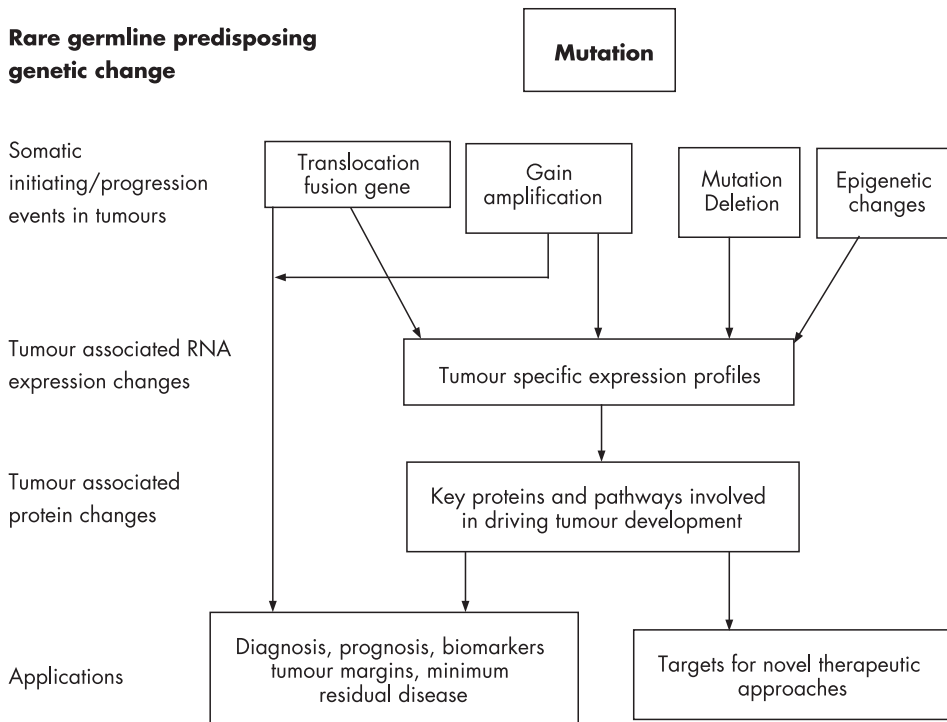 Rare germline predisposing
genetic change
Mutation
Somatic
initiating/progression
events in tumours
Translocation
fusion gene
Gain
amplification
Mutation
Deletion
Epigenetic
changes
Tumour associated RNA
expression changes
Tumour specific expression profiles
Tumour associated
protein changes
Key proteins and pathways involved
in driving tumour development
Applications
Diagnosis, prognosis, biomarkers
tumour margins, minimum
residual disease
Targets for novel therapeutic
approaches